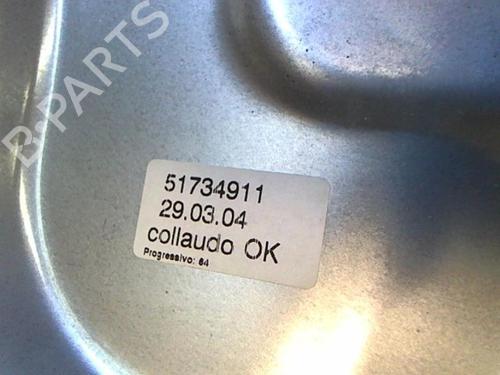 B-PARTS
51734911
29.03.04
collaudo OK
Progressivo: 64